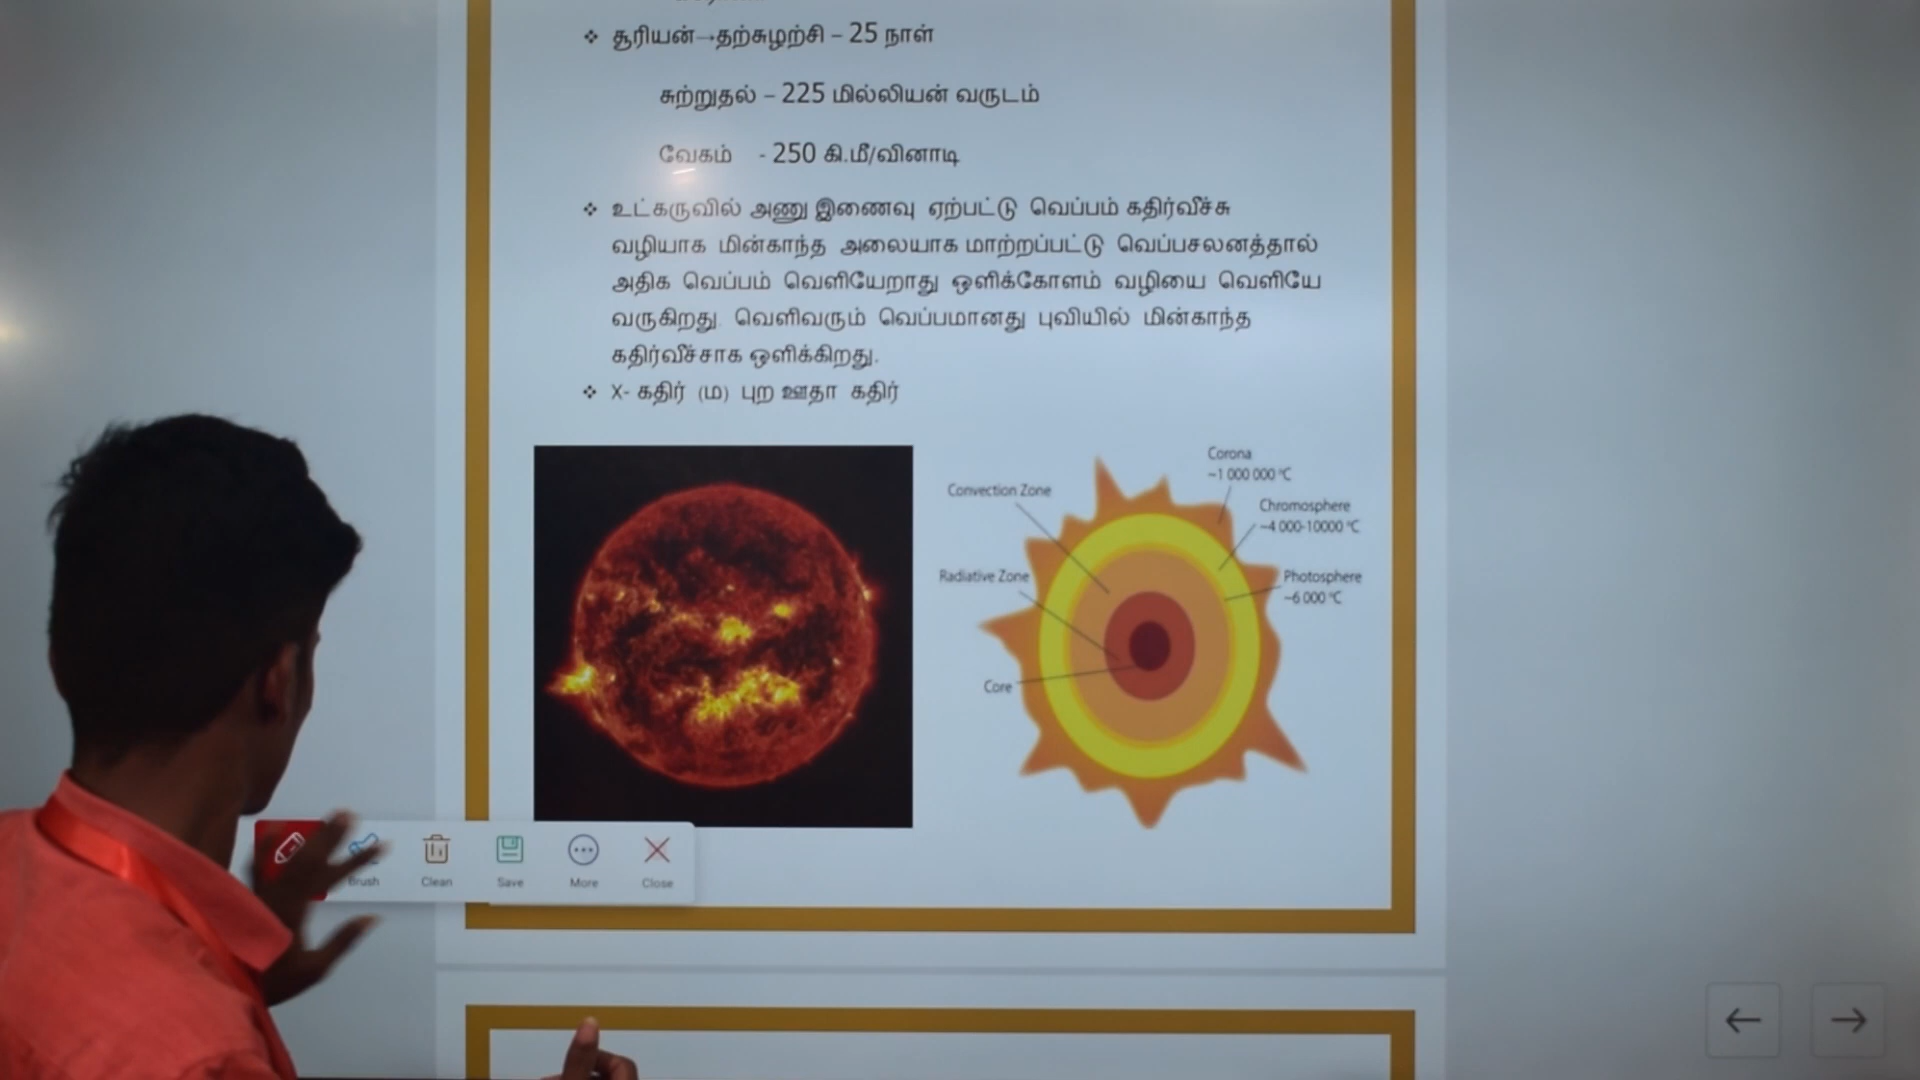 ❖ சூரியன்→தற்சுழற்சி – 25 நாள்
சுற்றுதல் – 225 மில்லியன் வருடம்
வேகம் - 250 கி.மீ/வினாடி
❖ உட்கருவில் அணு இணைவு ஏற்பட்டு வெப்பம் கதிர்வீச்சு
வழியாக மின்காந்த அலையாக மாற்றப்பட்டு வெப்பசலனத்தால்
அதிக வெப்பம் வெளியேறாது ஒளிக்கோளம் வழியை வெளியே
வருகிறது. வெளிவரும் வெப்பமானது புவியில் மின்காந்த
கதிர்வீச்சாக ஒளிக்கிறது.
❖ X- கதிர் (ம) புற ஊதா கதிர்
Corona
~1 000 000 °C
Convection Zone
Chromosphere
~4 000-10000 °C
Radiative Zone
Photosphere
~6 000 °C
Core
Brush Clean Save More Close